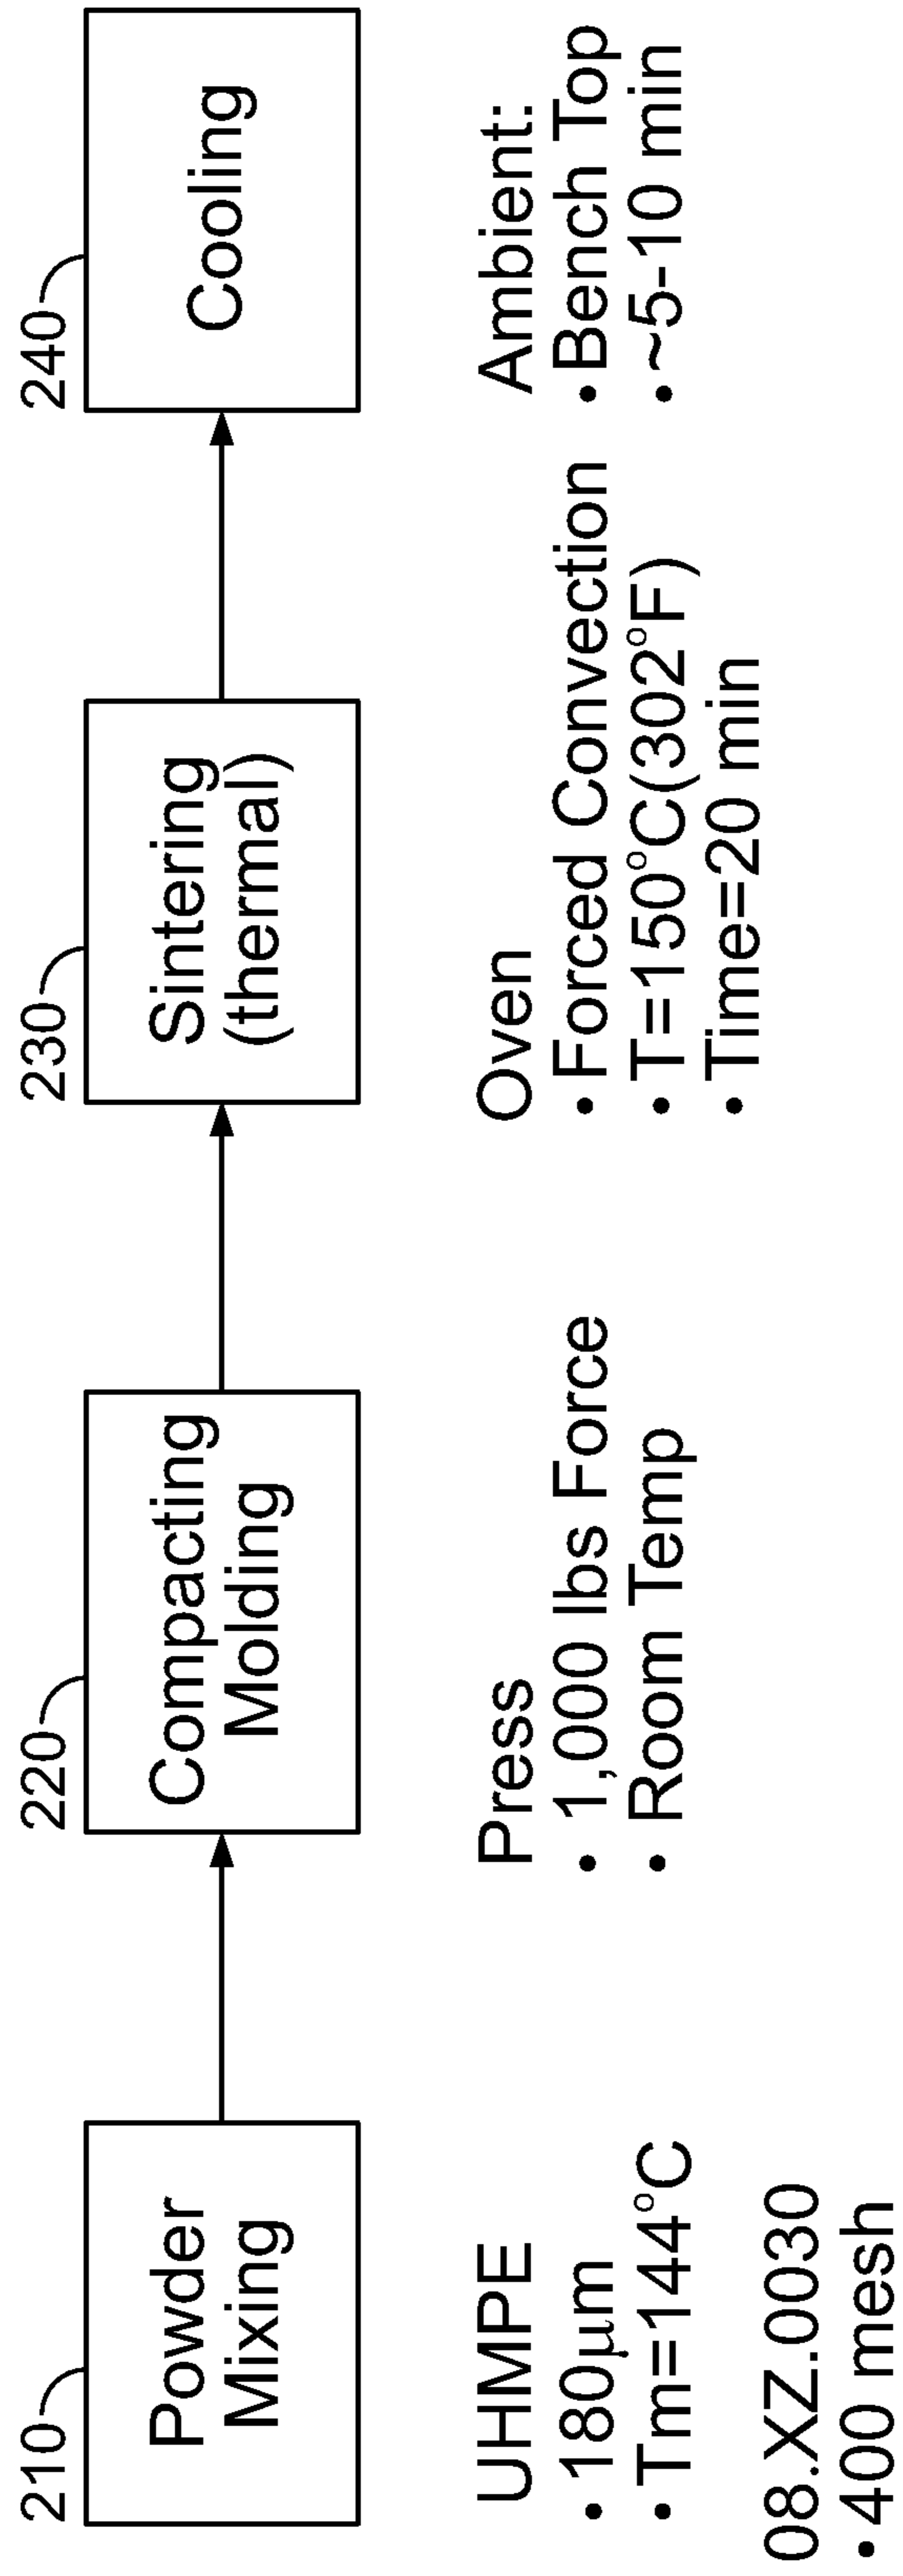 210
Powder
Mixing
UHMPE
•180μm
•Tm=144°C
08.XZ.0030
•400 mesh
220
Compacting
Molding
Press
• 1,000 lbs Force
• Room Temp
230
Sintering
(thermal)
Oven
• Forced Convection
• T=150°C(302°F)
• Time=20 min
240
Cooling
Ambient:
•Bench Top
•~5-10 min